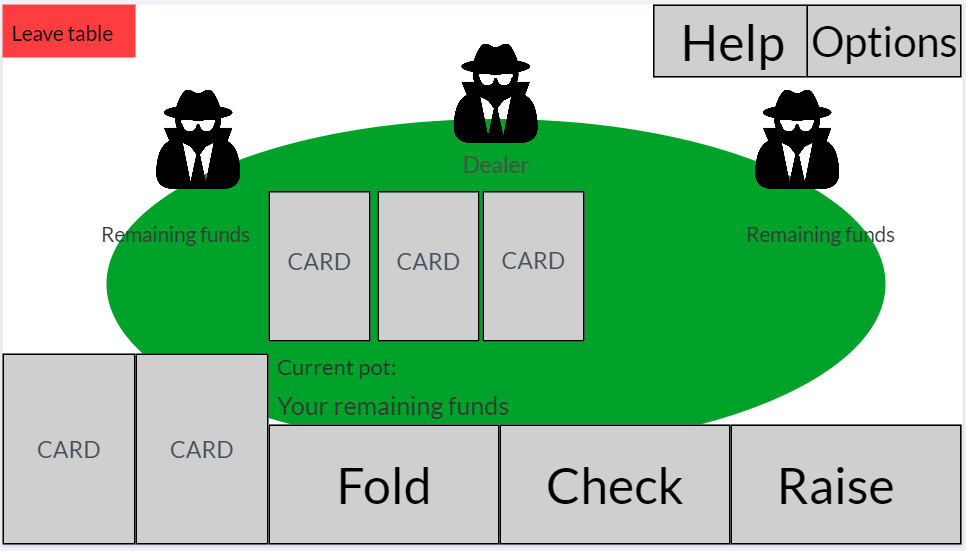 Leave table
Help
Options
Dealer
Remaining funds
Remaining funds
CARD
CARD
CARD
Current pot:
Your remaining funds
CARD
CARD
Fold
Check
Raise